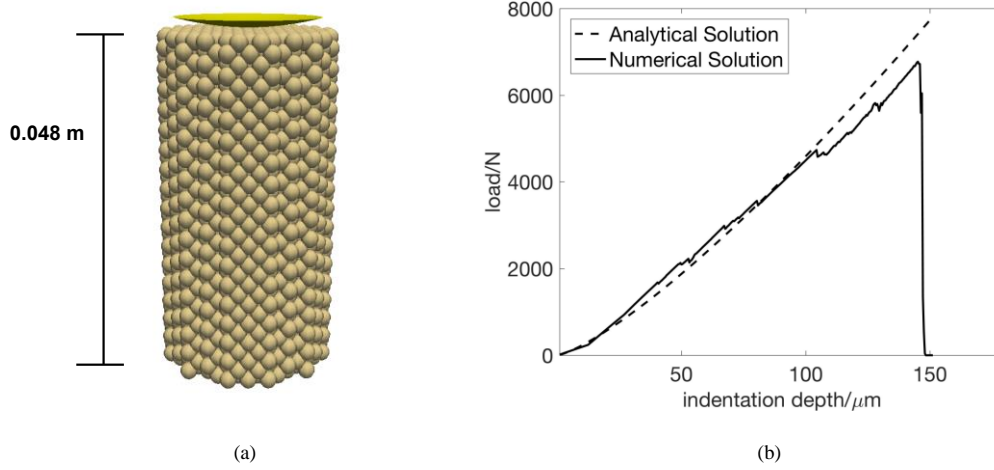 0.048 m
(a)
8000
6000
4000
2000
0
load/N
Analytical Solution
Numerical Solution
50
100
150
indentation depth/μm
(b)